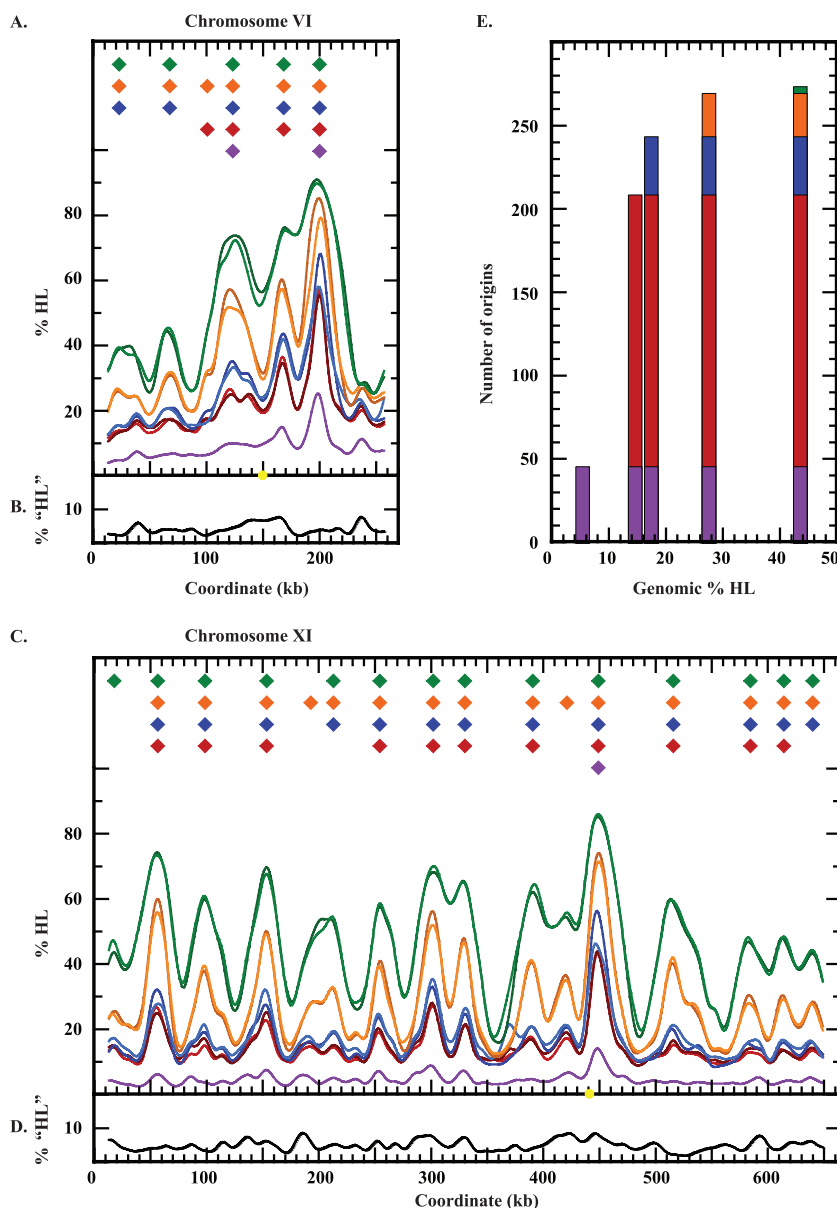 A.
Chromosome VI
% HL
80
60
40
20
B.
% “HL”
10
0
100
200
Coordinate (kb)
E.
Number of origins
250
200
150
100
50
0
0
10
20
30
40
50
Genomic % HL
C.
Chromosome XI
% HL
80
60
40
20
D.
% “HL”
10
0
100
200
300
400
500
600
Coordinate (kb)